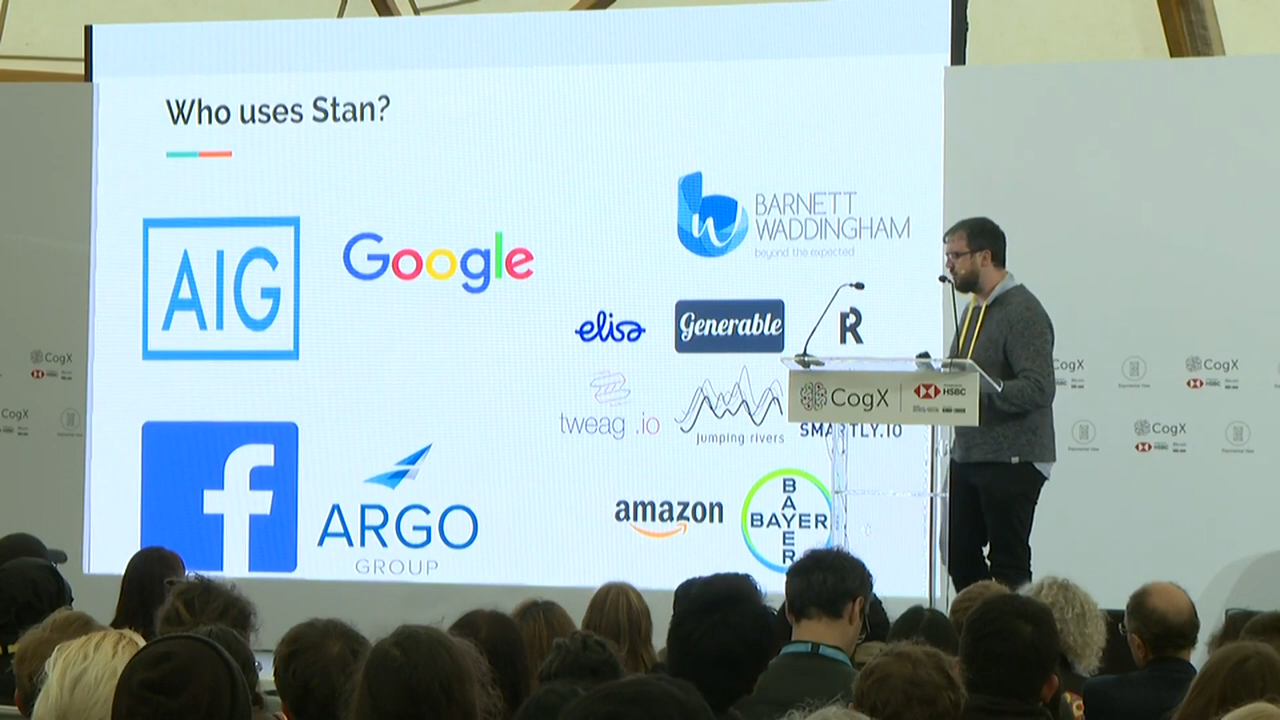 Who uses Stan?
AIG
Google
BARNETT
WADDINGHAM
beyond the expected
elisa
Generable
R
tweag .io
jumping rivers
SMARTLY.IO
f
ARGO
GROUP
amazon
BAYER
BAYER
CogX
HSBC
CogX
CogX
CogX
CogX
CogX